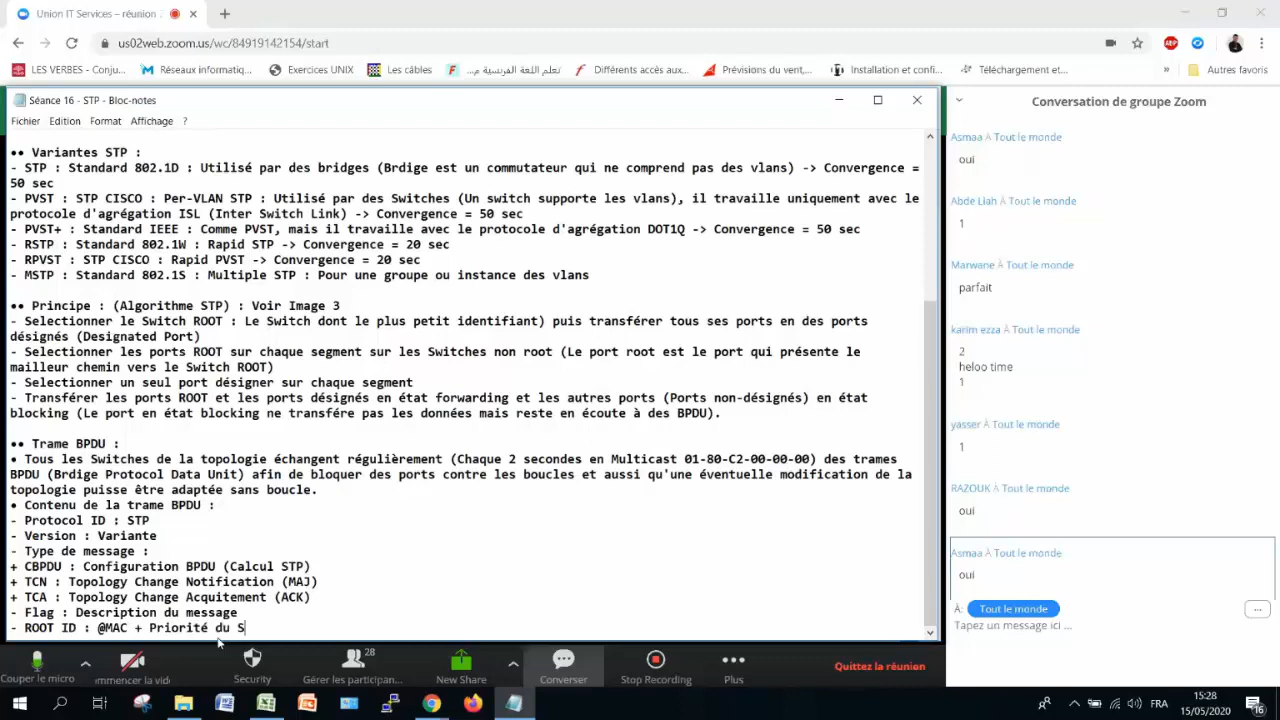 Union IT Services – réunion
us02web.zoom.us/wc/84919142154/start
LES VERBES - Conju...
Réseaux informatiq...
Exercices UNIX
Les câbles
تعلم اللغة الفرنسية م...
Différents accès aux...
Prévisions du vent,...
Installation et confi...
Téléchargement et...
»
Autres favoris
Séance 16 - STP - Bloc-notes
Fichier Edition Format Affichage ?
•• Variantes STP :
- STP : Standard 802.1D : Utilisé par des bridges (Brdige est un commutateur qui ne comprend pas des vlans) -> Convergence =
50 sec
- PVST : STP CISCO : Per-VLAN STP : Utilisé par des Switches (Un switch supporte les vlans), il travaille uniquement avec le
protocole d'agrégation ISL (Inter Switch Link) -> Convergence = 50 sec
- PVST+ : Standard IEEE : Comme PVST, mais il travaille avec le protocole d'agrégation DOT1Q -> Convergence = 50 sec
- RSTP : Standard 802.1W : Rapid STP -> Convergence = 20 sec
- RPVST : STP CISCO : Rapid PVST -> Convergence = 20 sec
- MSTP : Standard 802.1S : Multiple STP : Pour une groupe ou instance des vlans
•• Principe : (Algorithme STP) : Voir Image 3
- Selectionner le Switch ROOT : Le Switch dont le plus petit identifiant) puis transférer tous ses ports en des ports
désignés (Designated Port)
- Selectionner les ports ROOT sur chaque segment sur les Switches non root (Le port root est le port qui présente le
mailleur chemin vers le Switch ROOT)
- Selectionner un seul port désigner sur chaque segment
- Transférer les ports ROOT et les ports désignés en état forwarding et les autres ports (Ports non-désignés) en état
blocking (Le port en état blocking ne transfére pas les données mais reste en écoute à des BPDU).
•• Trame BPDU :
• Tous les Switches de la topologie échangent régulièrement (Chaque 2 secondes en Multicast 01-80-C2-00-00-00) des trames
BPDU (Brdige Protocol Data Unit) afin de bloquer des ports contre les boucles et aussi qu'une éventuelle modification de la
topologie puisse être adaptée sans boucle.
• Contenu de la trame BPDU :
- Protocol ID : STP
- Version : Variante
- Type de message :
+ CBPDU : Configuration BPDU (Calcul STP)
+ TCN : Topology Change Notification (MAJ)
+ TCA : Topology Change Acquitement (ACK)
- Flag : Description du message
- ROOT ID : @MAC + Priorité du S
Conversation de groupe Zoom
Asmaa À Tout le monde
oui
Abde Liah À Tout le monde
1
Marwane À Tout le monde
parfait
karim ezza À Tout le monde
2
heloo time
1
yasser À Tout le monde
1
RAZOUK À Tout le monde
oui
Asmaa À Tout le monde
oui
À: Tout le monde ...
Tapez un message ici ...
28
Couper le micro
mmencer la vid
Security
Gérer les participan...
New Share
Converser
Stop Recording
Plus
Quittez la réunion
FRA
15:28
15/05/2020
16